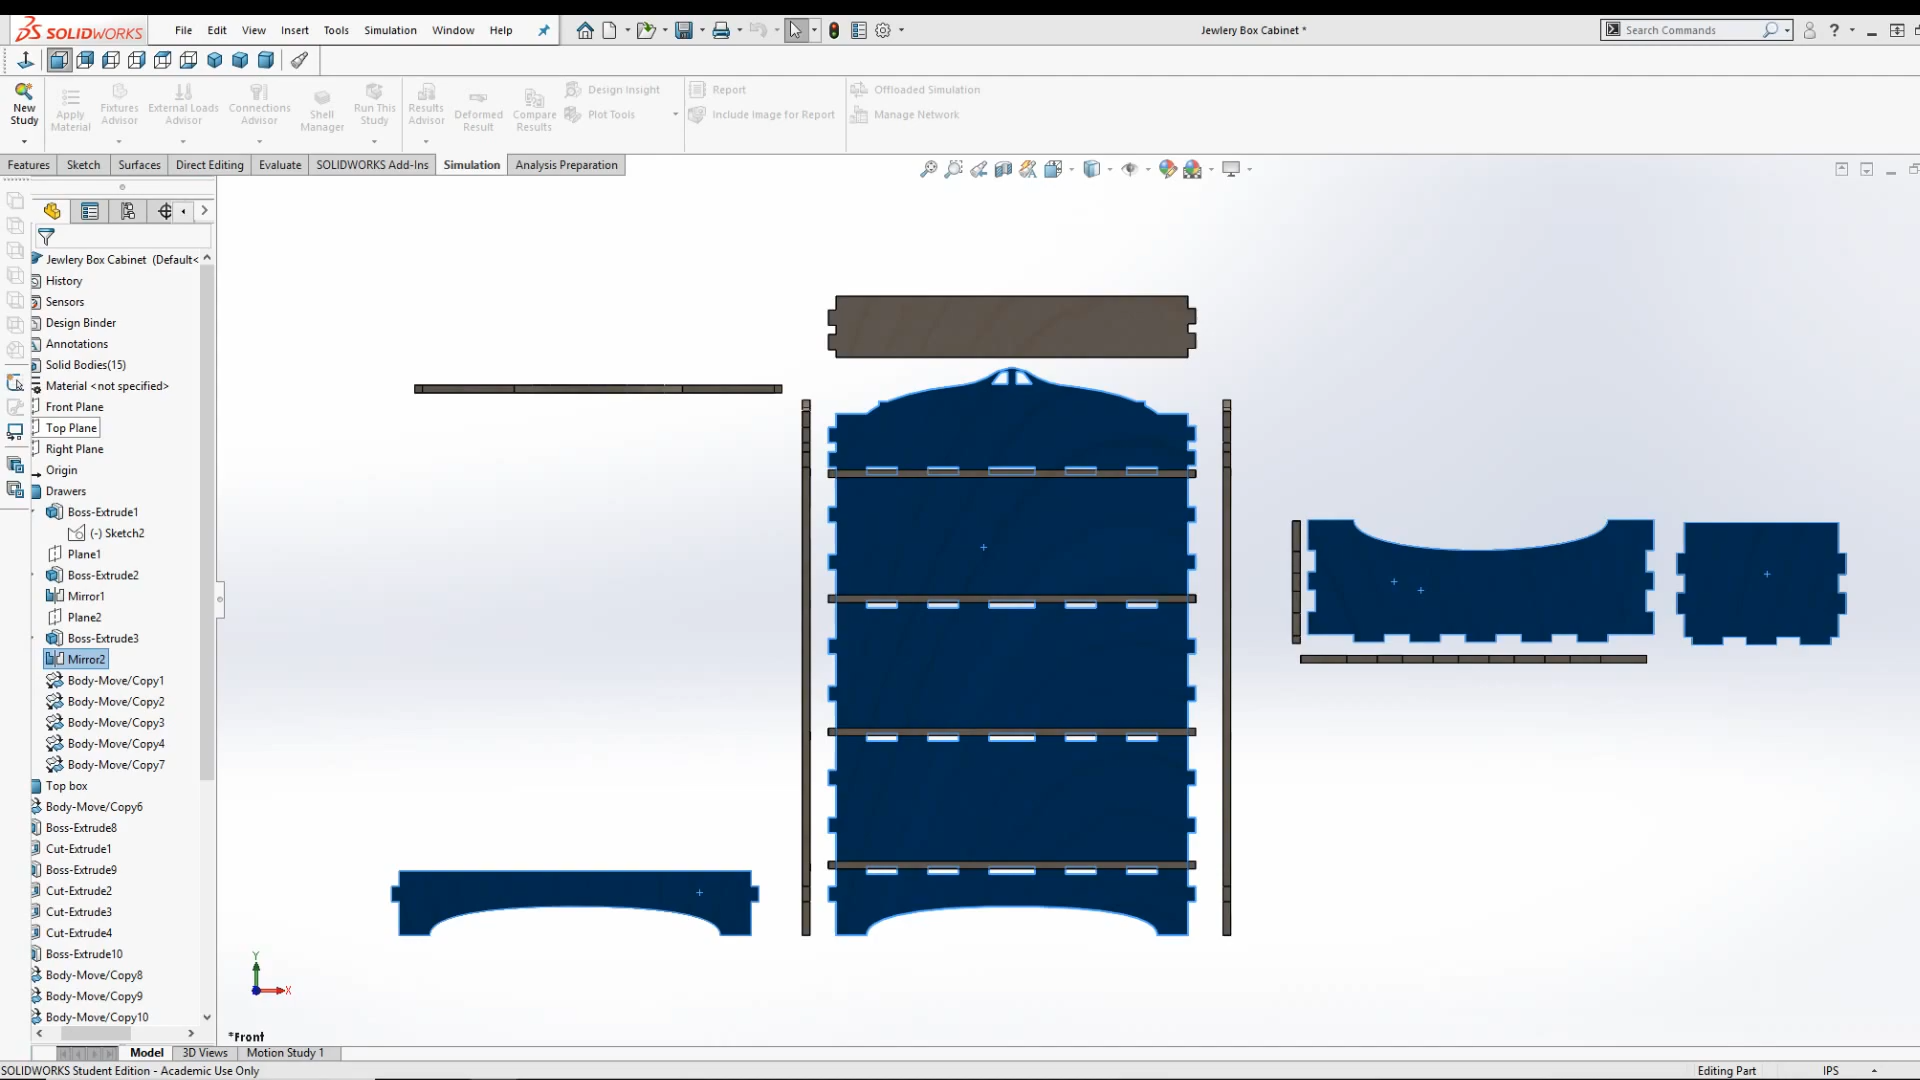 SOLIDWORKS File Edit View Insert Tools Simulation Window Help Jewlery Box Cabinet * Search Commands ?
New Study
Apply Material
Fixtures Advisor
External Loads Advisor
Connections Advisor
Shell Manager
Run This Study
Results Advisor
Deformed Result
Compare Results
Design Insight
Plot Tools
Report
Include Image for Report
Offloaded Simulation
Manage Network
Features Sketch Surfaces Direct Editing Evaluate SOLIDWORKS Add-Ins Simulation Analysis Preparation
Jewlery Box Cabinet (Default<
History
Sensors
Design Binder
Annotations
Solid Bodies(15)
Material <not specified>
Front Plane
Top Plane
Right Plane
Origin
Drawers
Boss-Extrude1
(-) Sketch2
Plane1
Boss-Extrude2
Mirror1
Plane2
Boss-Extrude3
Mirror2
Body-Move/Copy1
Body-Move/Copy2
Body-Move/Copy3
Body-Move/Copy4
Body-Move/Copy7
Top box
Body-Move/Copy6
Boss-Extrude8
Cut-Extrude1
Boss-Extrude9
Cut-Extrude2
Cut-Extrude3
Cut-Extrude4
Boss-Extrude10
Body-Move/Copy8
Body-Move/Copy9
Body-Move/Copy10
Y
X
*Front
Model 3D Views Motion Study 1
SOLIDWORKS Student Edition - Academic Use Only Editing Part IPS